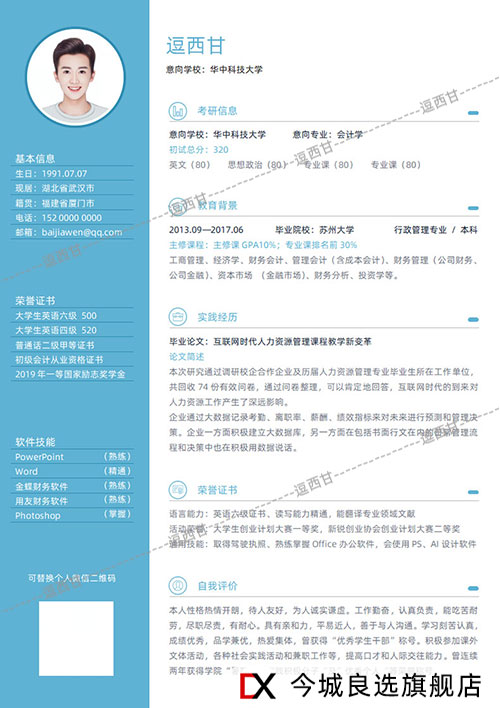 逗西甘
意向学校：华中科技大学
基本信息
生日：1991.07.07
现居：湖北省武汉市
籍贯：福建省厦门市
电话：152 0000 0000
邮箱：baijiawen@qq.com
荣誉证书
大学生英语六级 500
大学生英语四级 520
普通话二级甲等证书
初级会计从业资格证书
2019年一等国家励志奖学金
软件技能
PowerPoint （熟练）
Word （精通）
金蝶财务软件 （熟练）
用友财务软件 （熟练）
Photoshop （掌握）
可替换个人微信二维码
考研信息
意向学校：华中科技大学 意向专业：会计学
初试总分：320
英文（80） 思想政治（80） 专业课（80） 专业课（80）
教育背景
2013.09—2017.06 毕业院校：苏州大学 行政管理专业 / 本科
主修课程：主修课 GPA10%；专业课排名前 30%
工商管理、经济学、财务会计、管理会计（含成本会计）、财务管理（公司财务、
公司金融）、资本市场 （金融市场）、财务分析、投资学等。
实践经历
毕业论文：互联网时代人力资源管理课程教学新变革
论文简述
本次研究通过调研校企合作企业及历届人力资源管理专业毕业生所在工作单位，
共回收 74 份有效问卷，通过问卷整理，可以肯定地回答，互联网时代的到来对
人力资源工作产生了深远影响。
企业通过大数据记录考勤、离职率、薪酬、绩效指标来对未来进行预测和管理决
策。企业一方面积极建立大数据库，另一方面在包括书面行文在内的日常管理流
程和决策中也在积极用数据说话。
荣誉证书
语言能力：英语六级证书、读写能力精通，能翻译专业领域文献
活动荣誉：大学生创业计划大赛一等奖，新锐创业协会创业计划大赛二等奖
通用技能：取得驾驶执照、熟练掌握 Office 办公软件，会使用 PS、AI 设计软件
自我评价
本人性格热情开朗，待人友好，为人诚实谦虚。工作勤奋，认真负责，能吃苦耐
劳，尽职尽责，有耐心。具有亲和力，平易近人，善于与人沟通。学习刻苦认真，
成绩优秀，品学兼优，热爱集体，曾获得“优秀学生干部”称号。积极参加课外
文体活动，各种社会实践活动和兼职工作等，提高口才和人际交往能力。曾连续
两年获得学院
逗西甘
逗西甘
逗西甘
逗西甘
逗西甘
逗西甘
DX 今城良选旗舰店